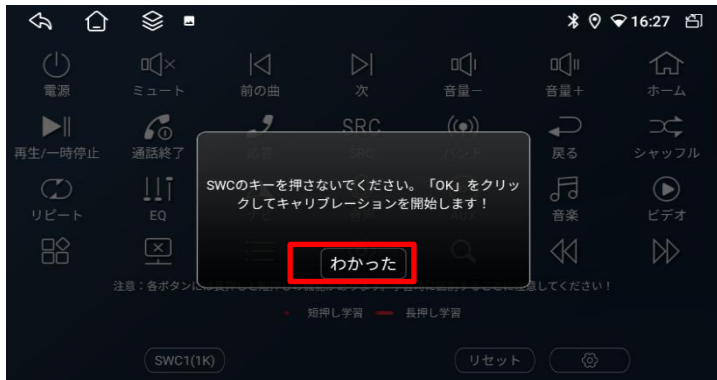 16:27
電源
ミュート
前の曲
次
音量－
音量＋
ホーム
再生/一時停止
通話終了
SRC
戻る
シャッフル
SWCのキーを押さないでください。「OK」をクリッ
クしてキャリブレーションを開始します！
リピート
EQ
音楽
ビデオ
わかった
注意：各ボタンに
注意してください！
短押し学習
長押し学習
SWC1(1K)
リセット